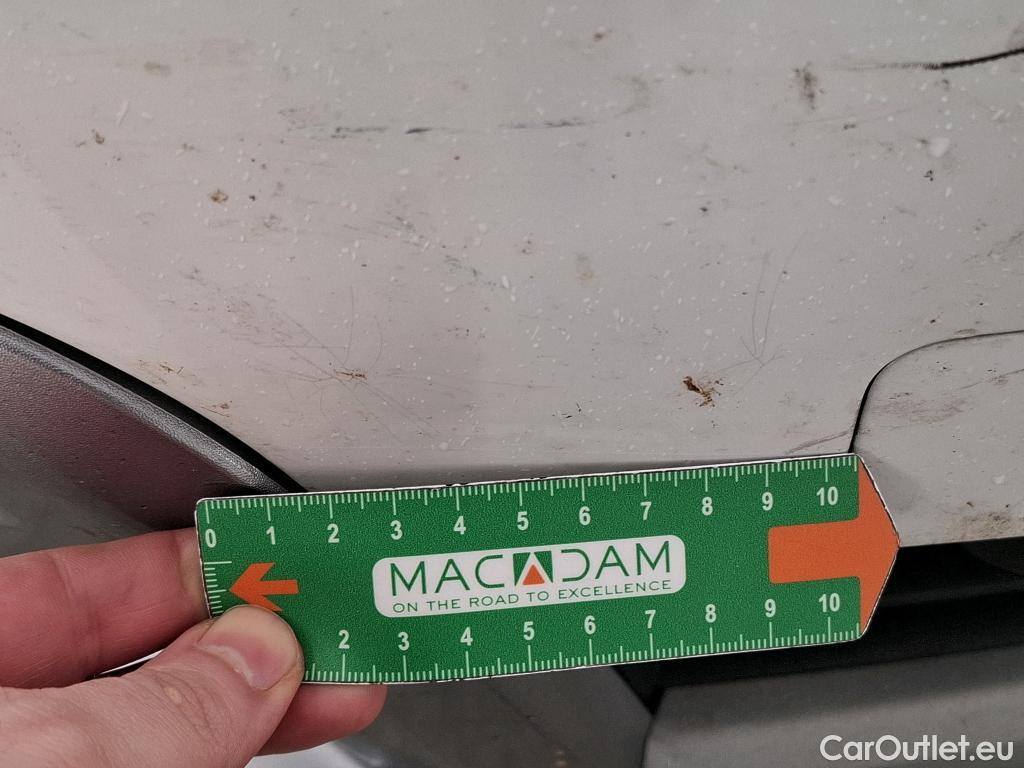 0 1 2 3 4 5 6 7 8 9 10
MACADAM
ON THE ROAD TO EXCELLENCE
2 3 4 5 6 7 8 9 10
CarOutlet.eu